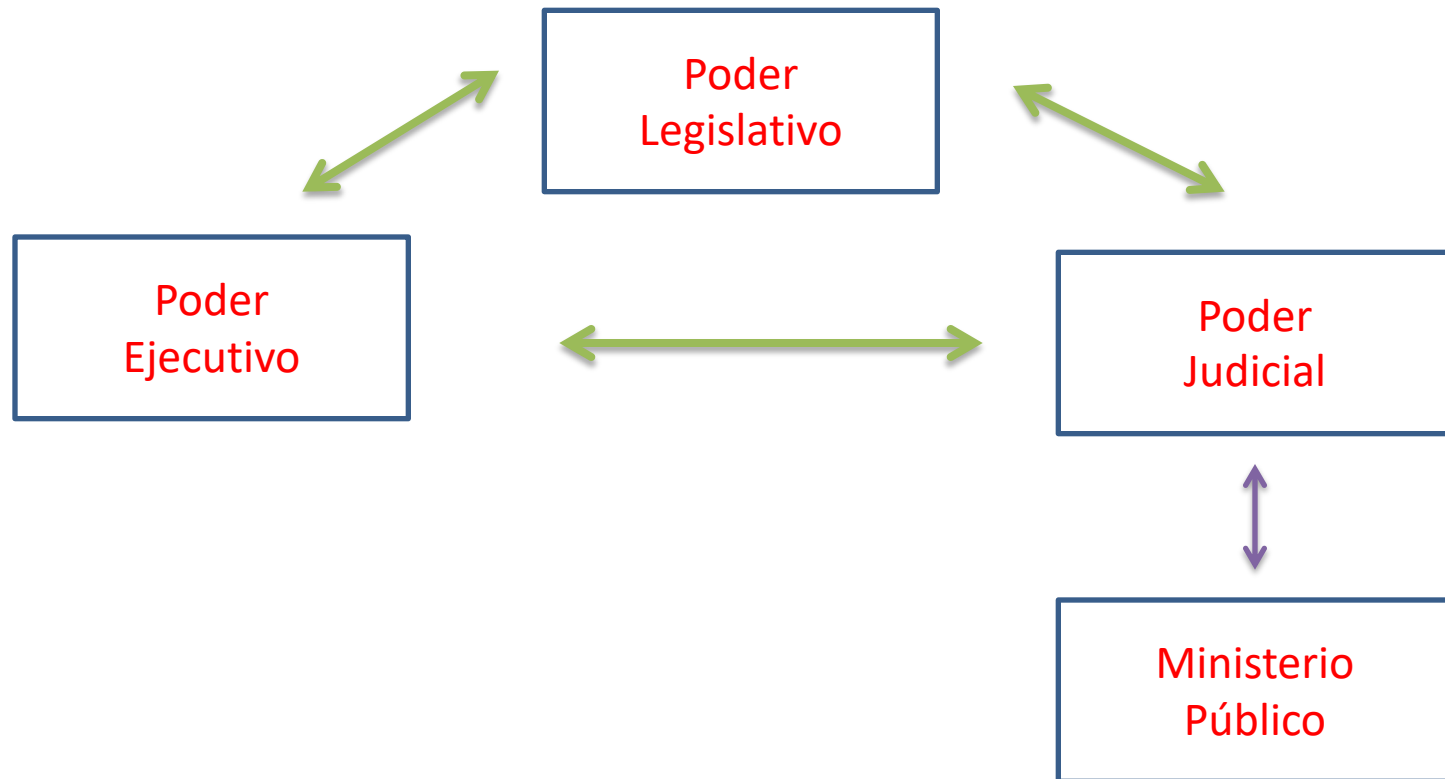 Poder
Legislativo
Poder
Ejecutivo
Poder
Judicial
Ministerio
Público